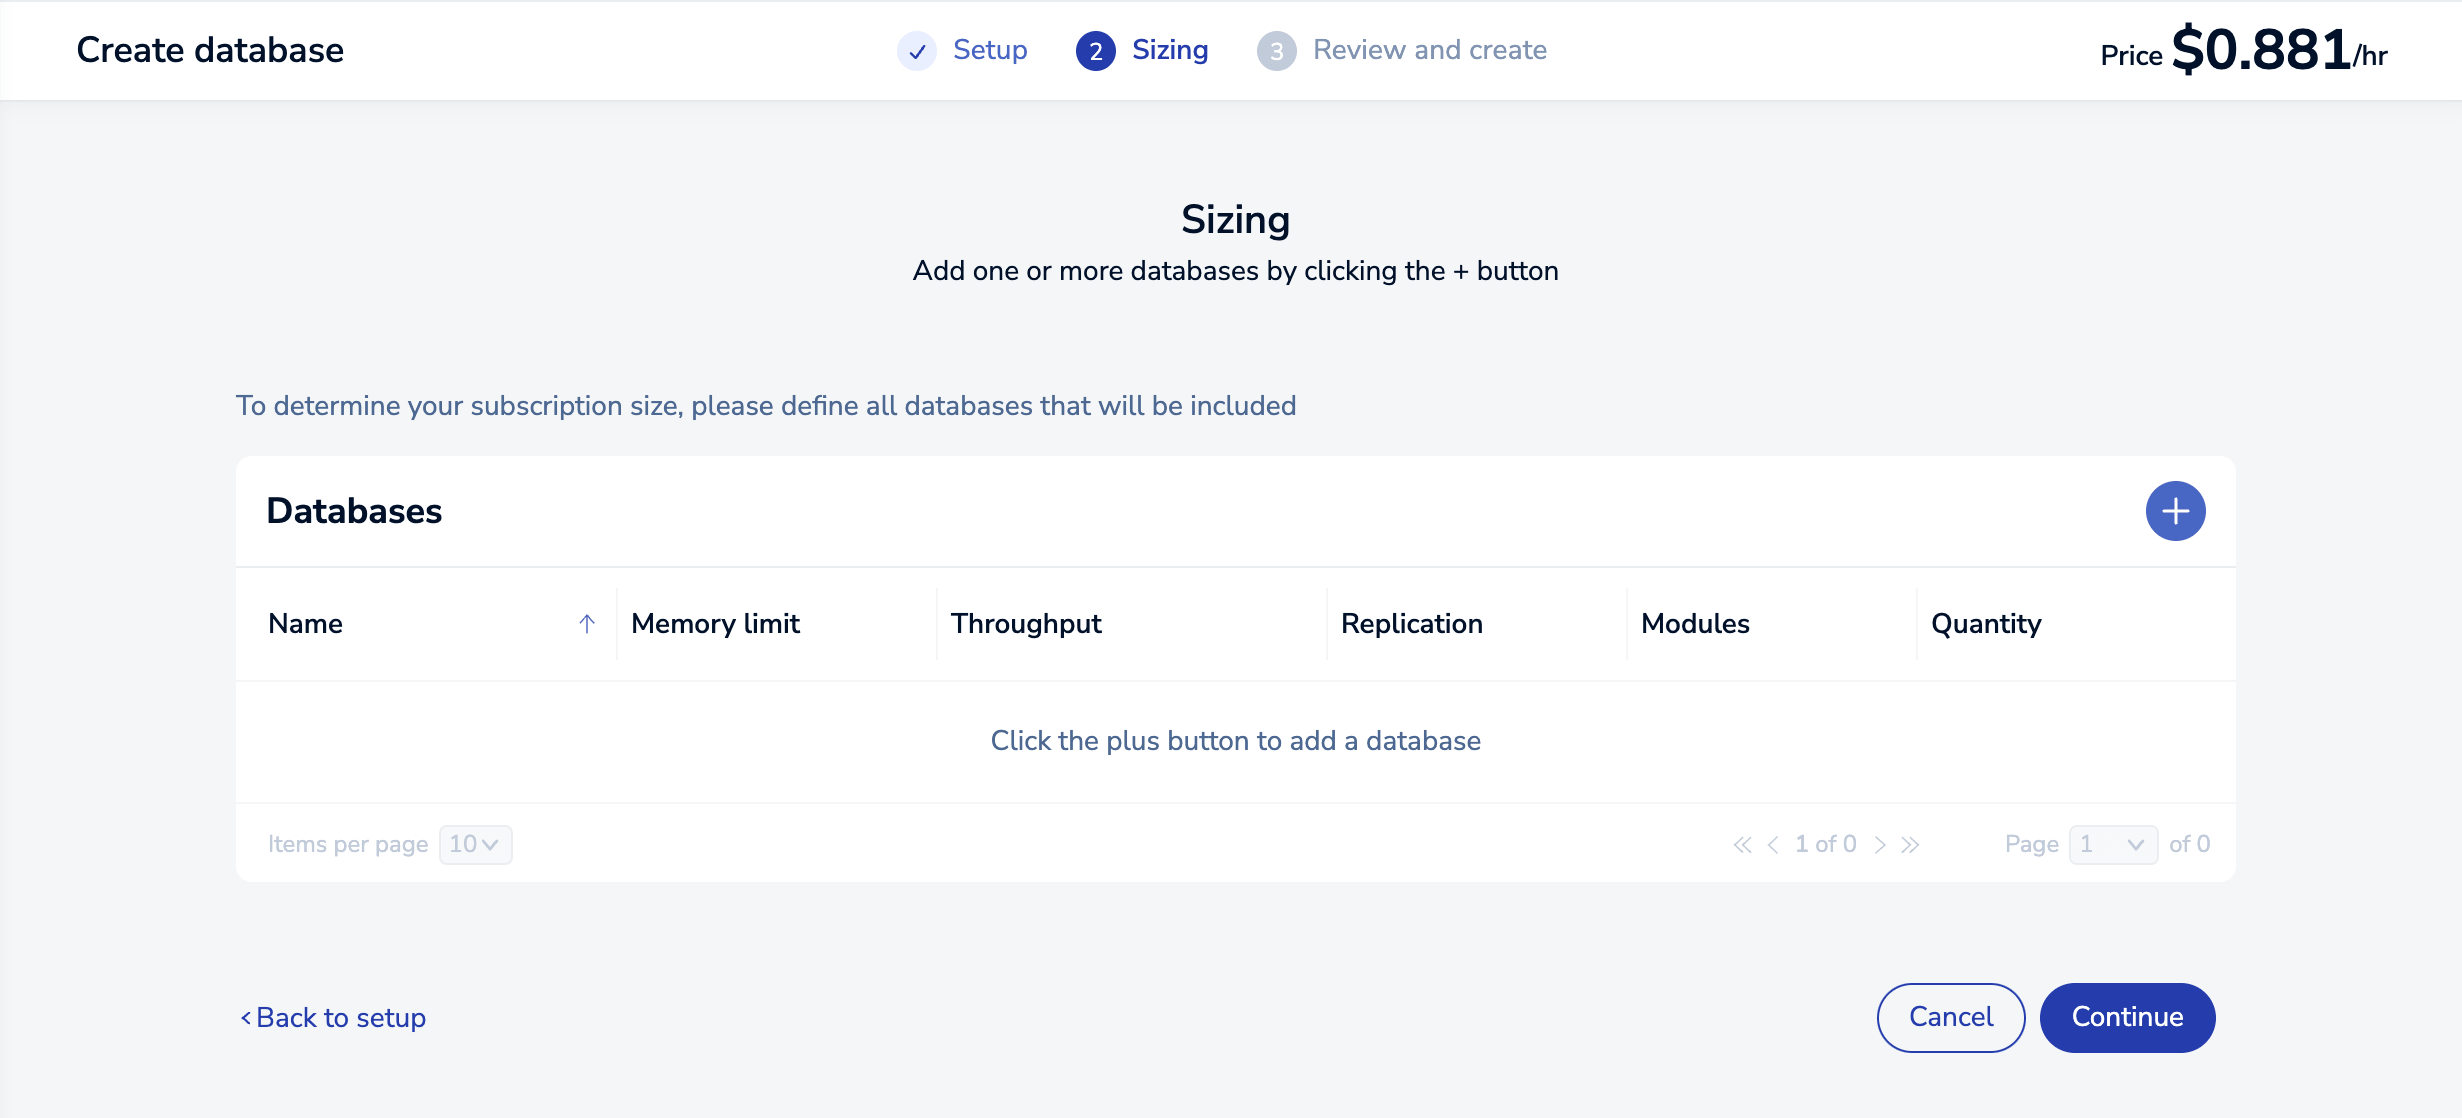 Create database
Setup
2 Sizing
3 Review and create
Price $0.881/hr
Sizing
Add one or more databases by clicking the + button
To determine your subscription size, please define all databases that will be included
Databases
Name
Memory limit
Throughput
Replication
Modules
Quantity
Click the plus button to add a database
Items per page 10
1 of 0
Page 1 of 0
Back to setup
Cancel
Continue